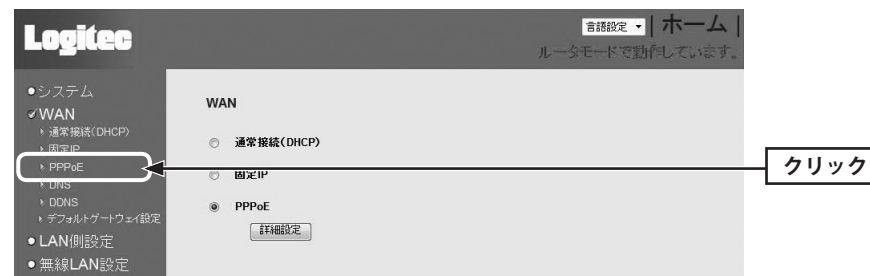 Logitec
言語設定 | ホーム |
ルータモードで動作しています。
●システム
WAN
通常接続(DHCP)
固定IP
PPPoE
DNS
DDNS
デフォルトゲートウェイ設定
●LAN側設定
●無線LAN設定
WAN
通常接続(DHCP)
固定IP
PPPoE
詳細設定
クリック